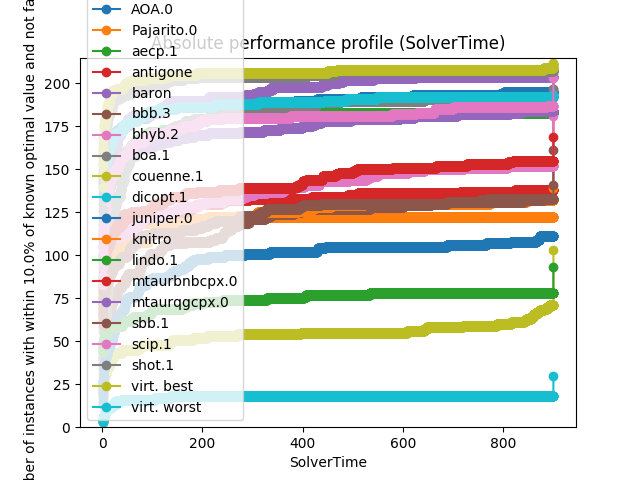 Absolute performance profile (SolverTime)
ber of instances with within 10.0% of known optimal value and not fa
AOA.0
Pajarito.0
aecp.1
antigone
baron
bbb.3
bhyb.2
boa.1
couenne.1
dicopt.1
juniper.0
knitro
lindo.1
mtaurbnbcpx.0
mtaurqgcpx.0
sbb.1
scip.1
shot.1
virt. best
virt. worst
200
175
150
125
100
75
50
25
0
0 200 400 600 800
SolverTime